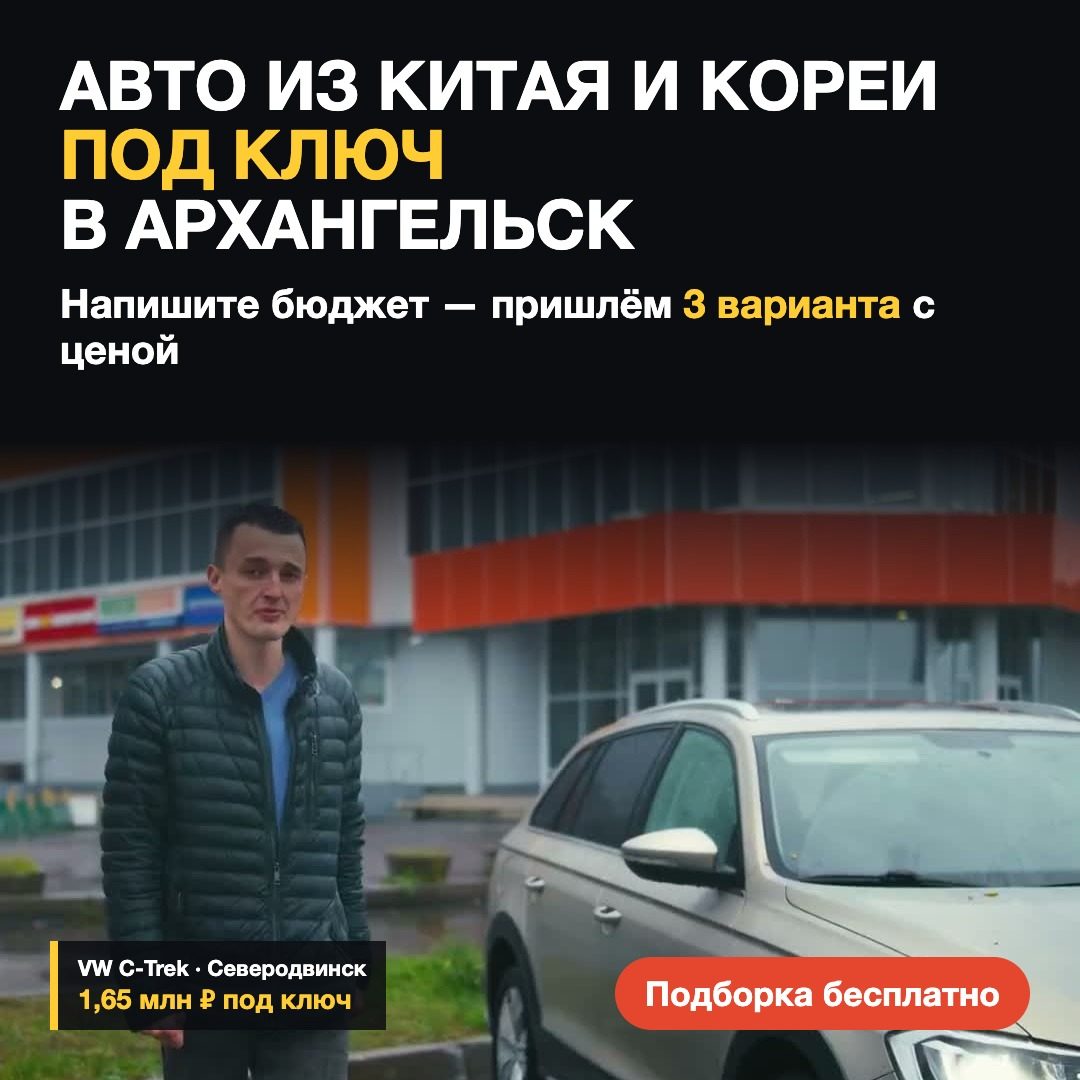 АВТО ИЗ КИТАЯ И КОРЕИ
ПОД КЛЮЧ
В АРХАНГЕЛЬСК
Напишите бюджет — пришлём 3 варианта с
ценой
VW C-Trek · Северодвинск
1,65 млн ₽ под ключ
Подборка бесплатно